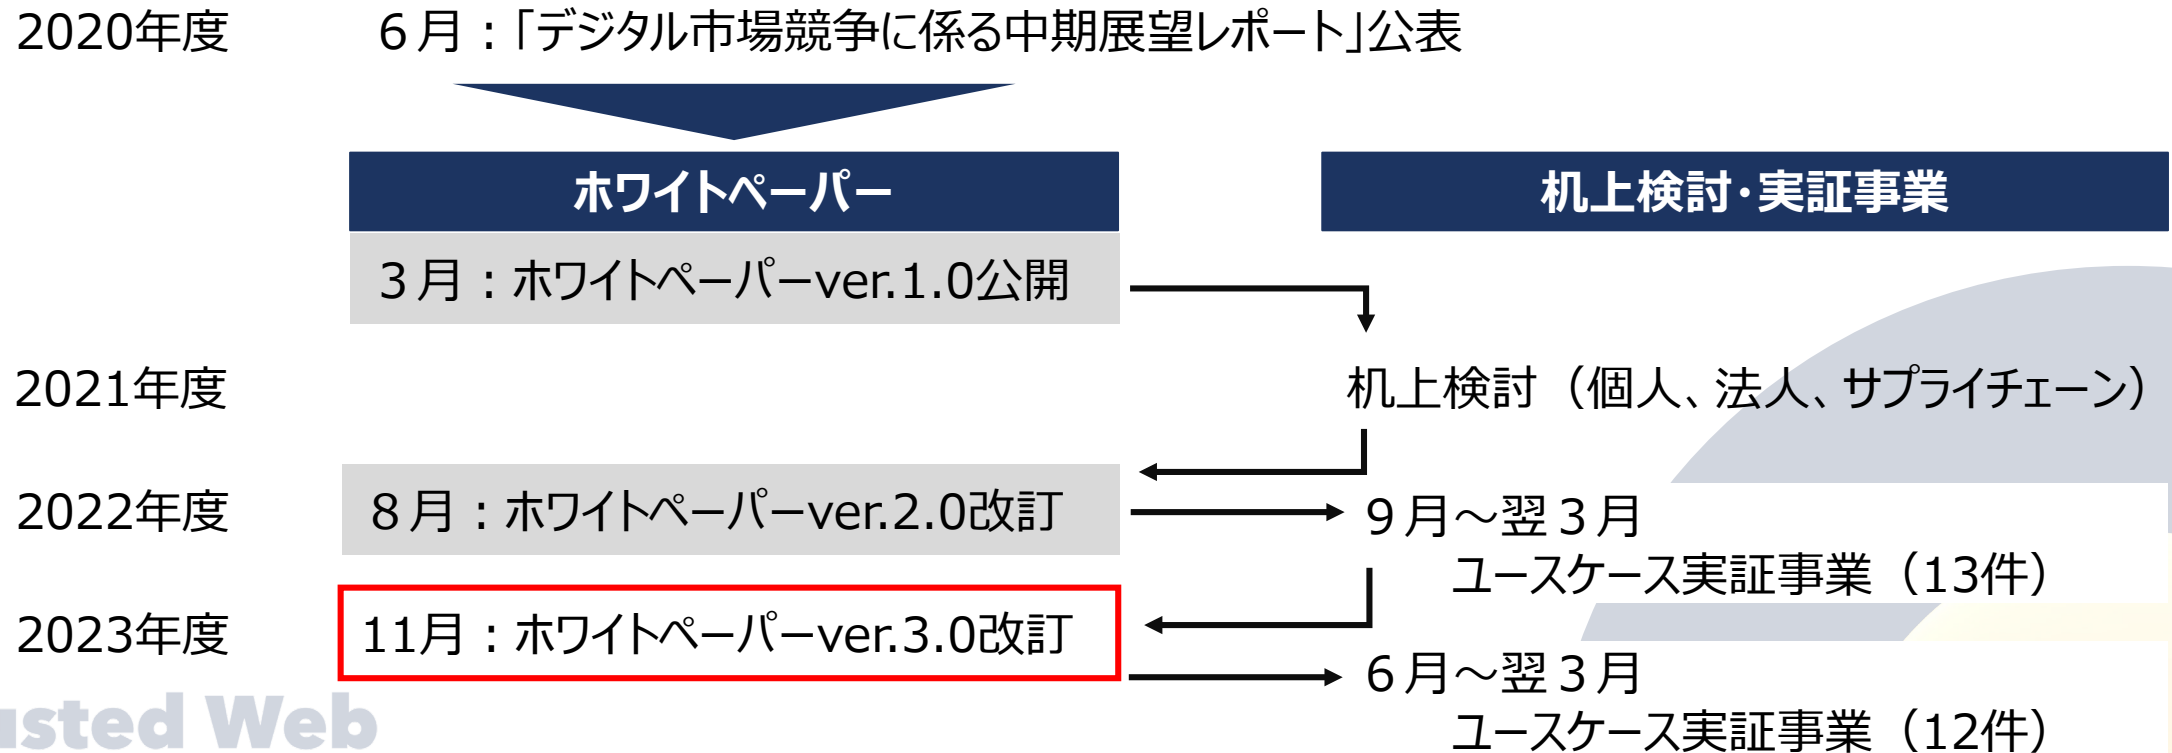 2020年度 6月：「デジタル市場競争に係る中期展望レポート」公表
ホワイトペーパー
机上検討・実証事業
3月：ホワイトペーパーver.1.0公開
2021年度
机上検討（個人、法人、サプライチェーン）
2022年度
8月：ホワイトペーパーver.2.0改訂
9月～翌3月
ユースケース実証事業（13件）
2023年度
11月：ホワイトペーパーver.3.0改訂
6月～翌3月
ユースケース実証事業（12件）
usted Web